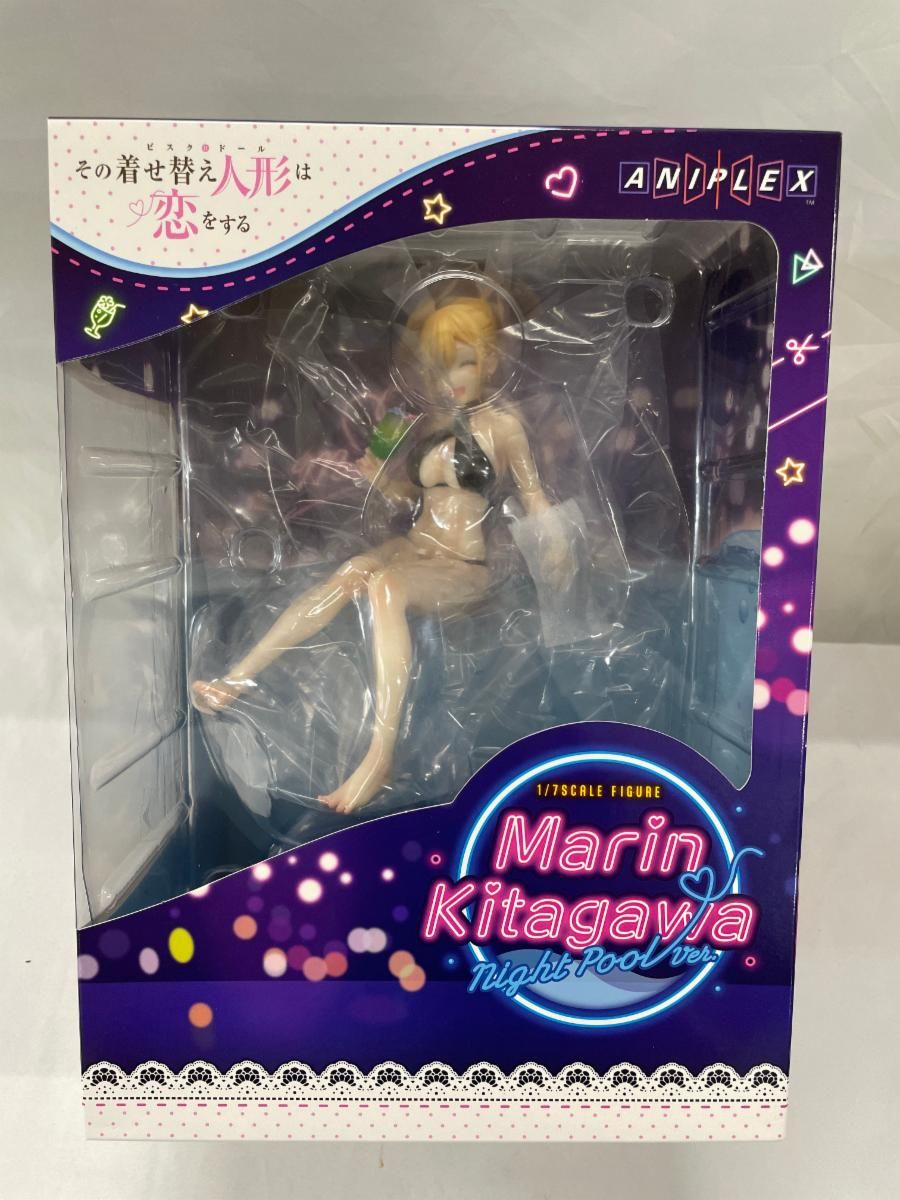 ビスク・ドール
その着せ替え人形は
恋をする
ANIPLEX
TM
1/7SCALE FIGURE
Marin
Kitagawa
Night Pool ver.